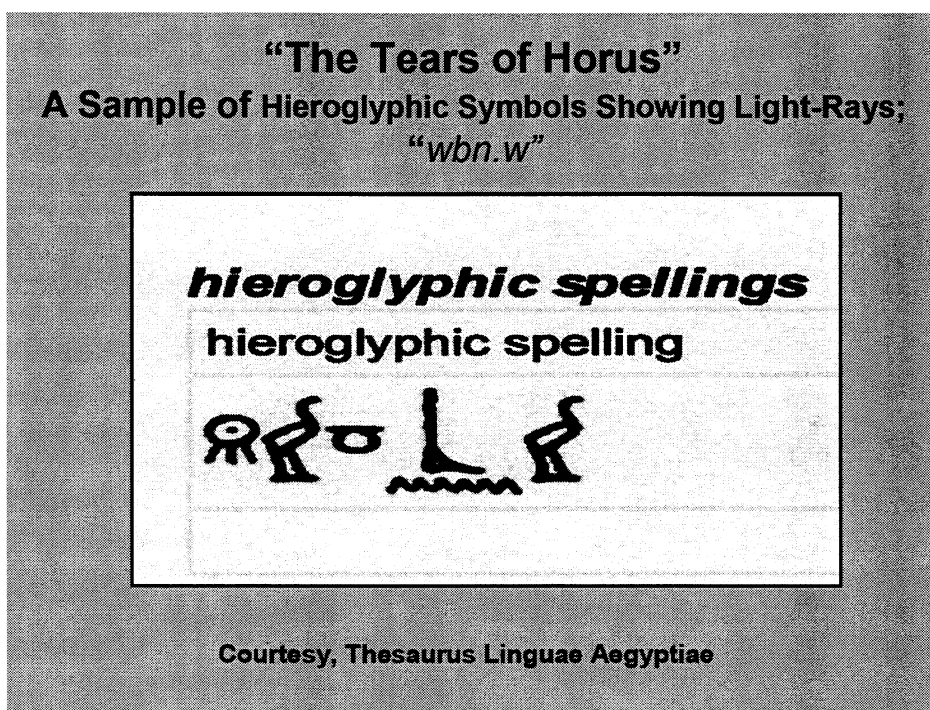 “The Tears of Horus”
A Sample of Hieroglyphic Symbols Showing Light-Rays;
“wbn.w”
hieroglyphic spellings
hieroglyphic spelling
Courtesy, Thesaurus Linguae Aegyptiae